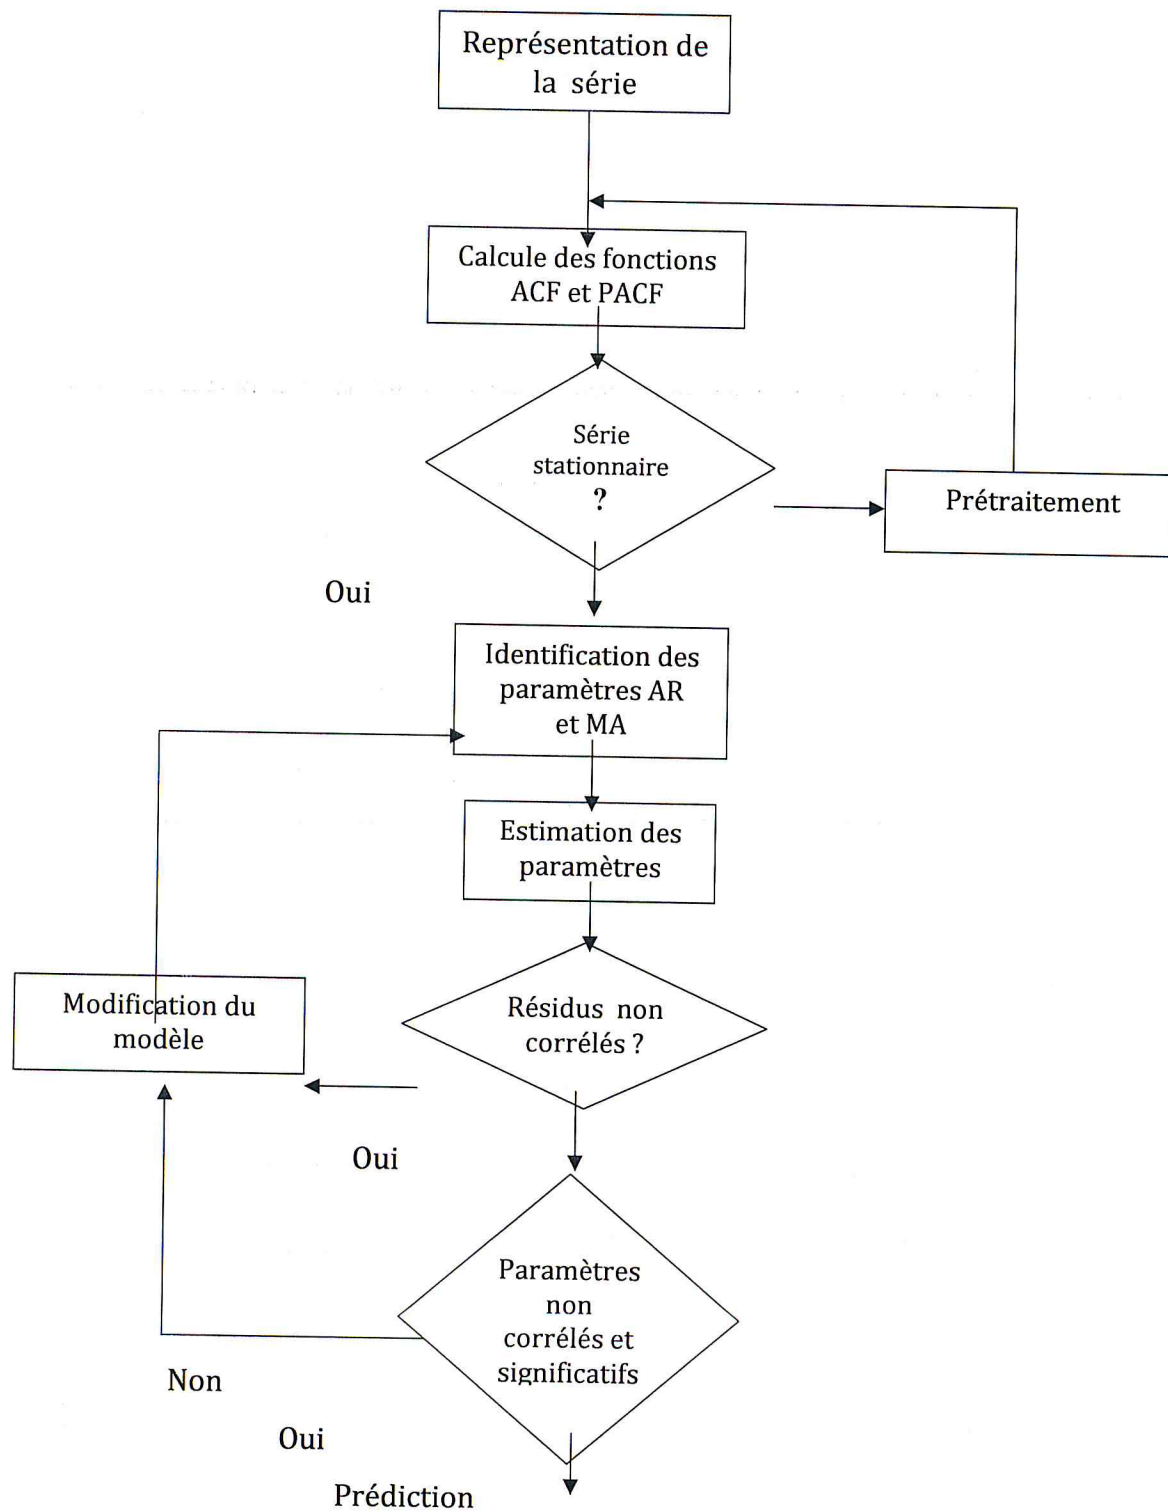 Représentation de
la série
Calcule des fonctions
ACF et PACF
Série
stationnaire
?
Prétraitement
Oui
Identification des
paramètres AR
et MA
Estimation des
paramètres
Modification du
modèle
Résidus non
corrélés ?
Oui
Paramètres
non
corrélés et
significatifs
Non
Oui
Prédiction